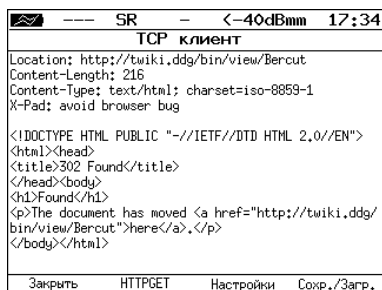 --- SR - <-40dBmm 17:34
TCP клиент
Location: http://twiki.ddg/bin/view/Bercut
Content-Length: 216
Content-Type: text/html; charset=iso-8859-1
X-Pad: avoid browser bug
<!DOCTYPE HTML PUBLIC "-//IETF//DTD HTML 2.0//EN">
<html><head>
<title>302 Found</title>
</head><body>
<h1>Found</h1>
<p>The document has moved <a href="http://twiki.ddg/
bin/view/Bercut">here</a>.</p>
</body></html>
Закрыть HTTPGET Настройки Сохр./Загр.